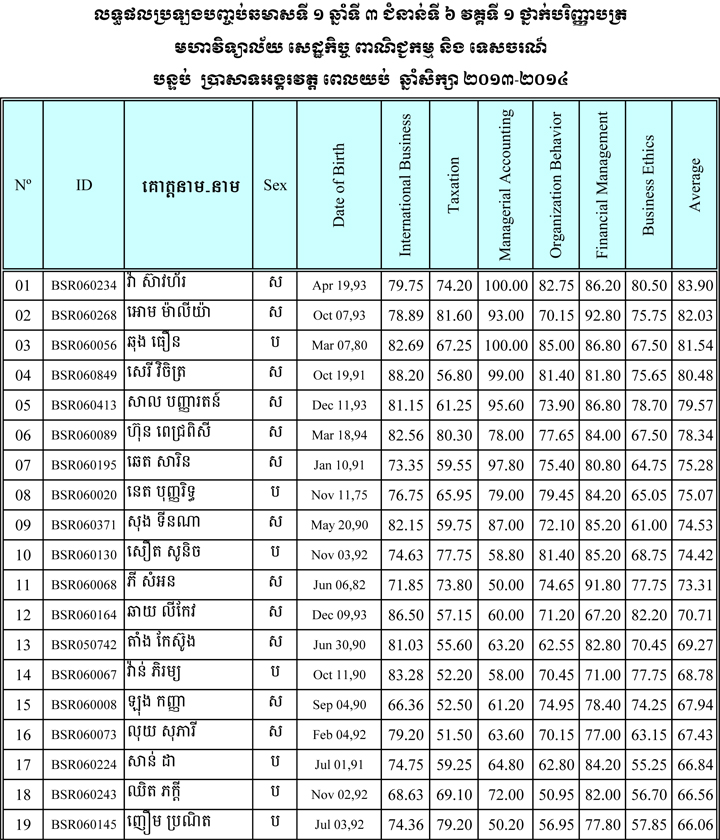 លទ្ធផលប្រឡងបញ្ចប់ឆមាសទី ១ ឆ្នាំទី ៣ ជំនាន់ទី ៦ វគ្គទី ១ ថ្នាក់បរិញ្ញាបត្រ
មហាវិទ្យាល័យ សេដ្ឋកិច្ច ពាណិជ្ជកម្ម និង ទេសចរណ៍
បន្ទប់ ប្រាសាទអង្គរវត្ត ពេលយប់ ឆ្នាំសិក្សា ២០១៣-២០១៤
Nº ID គោត្តនាម-នាម Sex Date of Birth International Business Taxation Managerial Accounting Organization Behavior Financial Management Business Ethics Average
01 BSR060234 វ៉ា ស៊ាវហ័រ ស Apr 19,93 79.75 74.20 100.00 82.75 86.20 80.50 83.90
02 BSR060268 អោម ម៉ាលីយ៉ា ស Oct 07,93 78.89 81.60 93.00 70.15 92.80 75.75 82.03
03 BSR060056 ឆុង ធឿន ប Mar 07,80 82.69 67.25 100.00 85.00 86.80 67.50 81.54
04 BSR060849 សេរី វិចិត្រ ស Oct 19,91 88.20 56.80 99.00 81.40 81.80 75.65 80.48
05 BSR060413 សាល បញ្ញារតន៍ ស Dec 11,93 81.15 61.25 95.60 73.90 86.80 78.70 79.57
06 BSR060089 ហ៊ុន ពេជ្រពិសី ស Mar 18,94 82.56 80.30 78.00 77.65 84.00 67.50 78.34
07 BSR060195 ឆេត សារិន ស Jan 10,91 73.35 59.55 97.80 75.40 80.80 64.75 75.28
08 BSR060020 នេត បុញ្ញរិទ្ធ ប Nov 11,75 76.75 65.95 79.00 79.45 84.20 65.05 75.07
09 BSR060371 សុង ទីនណា ស May 20,90 82.15 59.75 87.00 72.10 85.20 61.00 74.53
10 BSR060130 សឿត សូនិច ប Nov 03,92 74.63 77.75 58.80 81.40 85.20 68.75 74.42
11 BSR060068 ភី សំអន ស Jun 06,82 71.85 73.80 50.00 74.65 91.80 77.75 73.31
12 BSR060164 ឆាយ លីកែវ ស Dec 09,93 86.50 57.15 60.00 71.20 67.20 82.20 70.71
13 BSR050742 តាំង កែស៊ូង ស Jun 30,90 81.03 55.60 63.20 62.55 82.80 70.45 69.27
14 BSR060067 វ៉ាន់ ភិរម្យ ប Oct 11,90 83.28 52.20 58.00 70.45 71.00 77.75 68.78
15 BSR060008 ឡុង កញ្ញា ស Sep 04,90 66.36 52.50 61.20 74.95 78.40 74.25 67.94
16 BSR060073 លុយ សុភារី ស Feb 04,92 79.20 51.50 63.60 70.15 77.00 63.15 67.43
17 BSR060224 សាន់ ដា ប Jul 01,91 74.75 59.25 64.80 62.80 84.20 55.25 66.84
18 BSR060243 ឈិត ភក្តី ប Nov 02,92 68.63 69.10 72.00 50.95 82.00 56.70 66.56
19 BSR060145 ញឿម ប្រណិត ប Jul 03,92 74.36 79.20 50.20 56.95 77.80 57.85 66.06